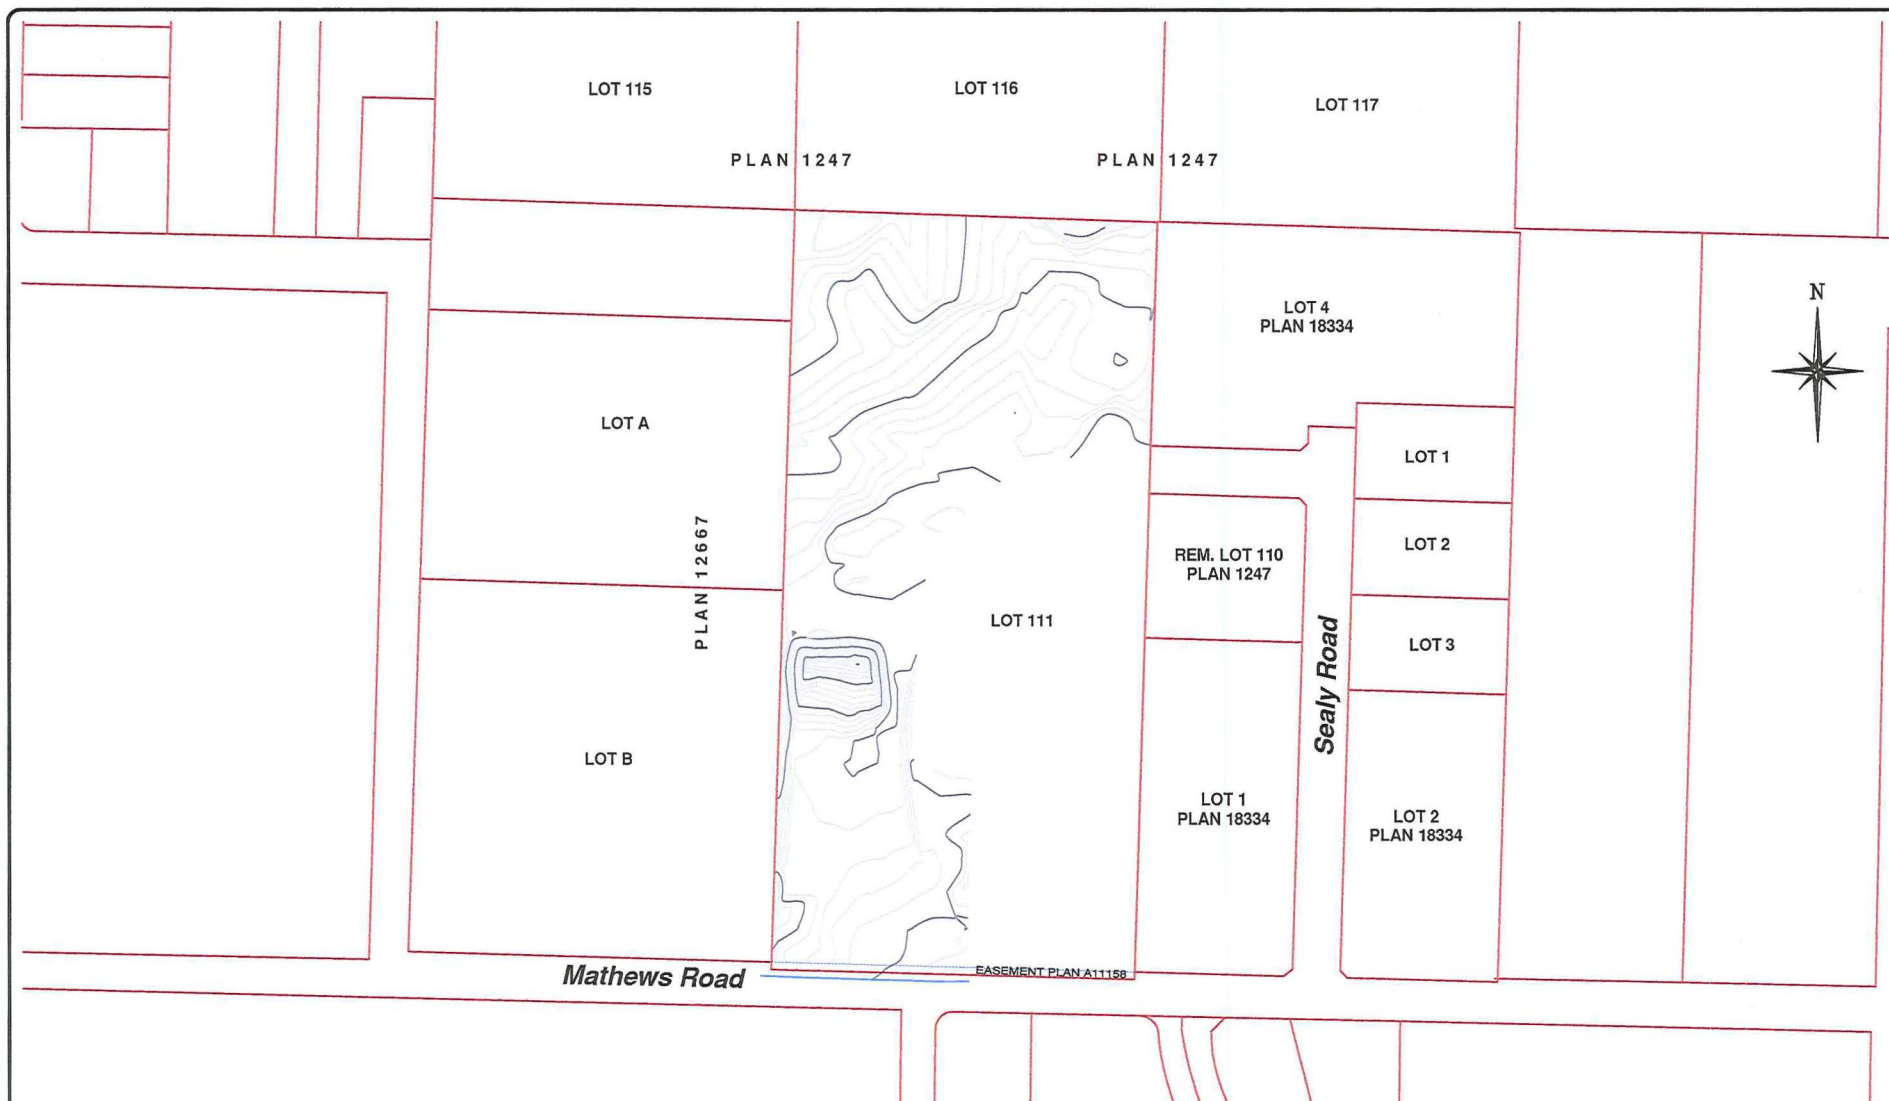 LOT 115
LOT 116
LOT 117
PLAN 1247
PLAN 1247
N
LOT 4
PLAN 18334
LOT A
LOT 1
PLAN 12667
LOT 2
REM. LOT 110
PLAN 1247
LOT 111
LOT 3
Sealy Road
LOT B
LOT 1
PLAN 18334
LOT 2
PLAN 18334
EASEMENT PLAN A11158
Mathews Road